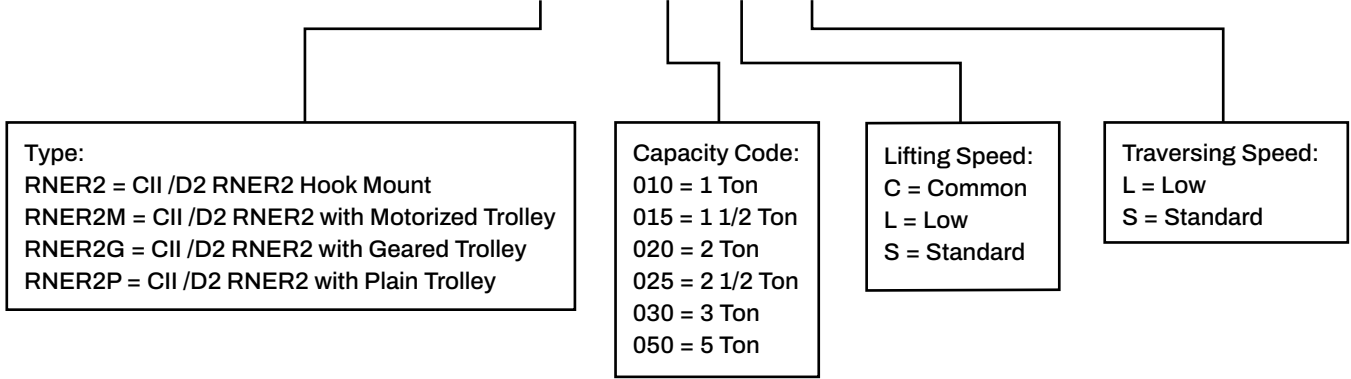 Type:
RNER2 = CII /D2 RNER2 Hook Mount
RNER2M = CII /D2 RNER2 with Motorized Trolley
RNER2G = CII /D2 RNER2 with Geared Trolley
RNER2P = CII /D2 RNER2 with Plain Trolley
Capacity Code:
010 = 1 Ton
015 = 1 1/2 Ton
020 = 2 Ton
025 = 2 1/2 Ton
030 = 3 Ton
050 = 5 Ton
Lifting Speed:
C = Common
L = Low
S = Standard
Traversing Speed:
L = Low
S = Standard